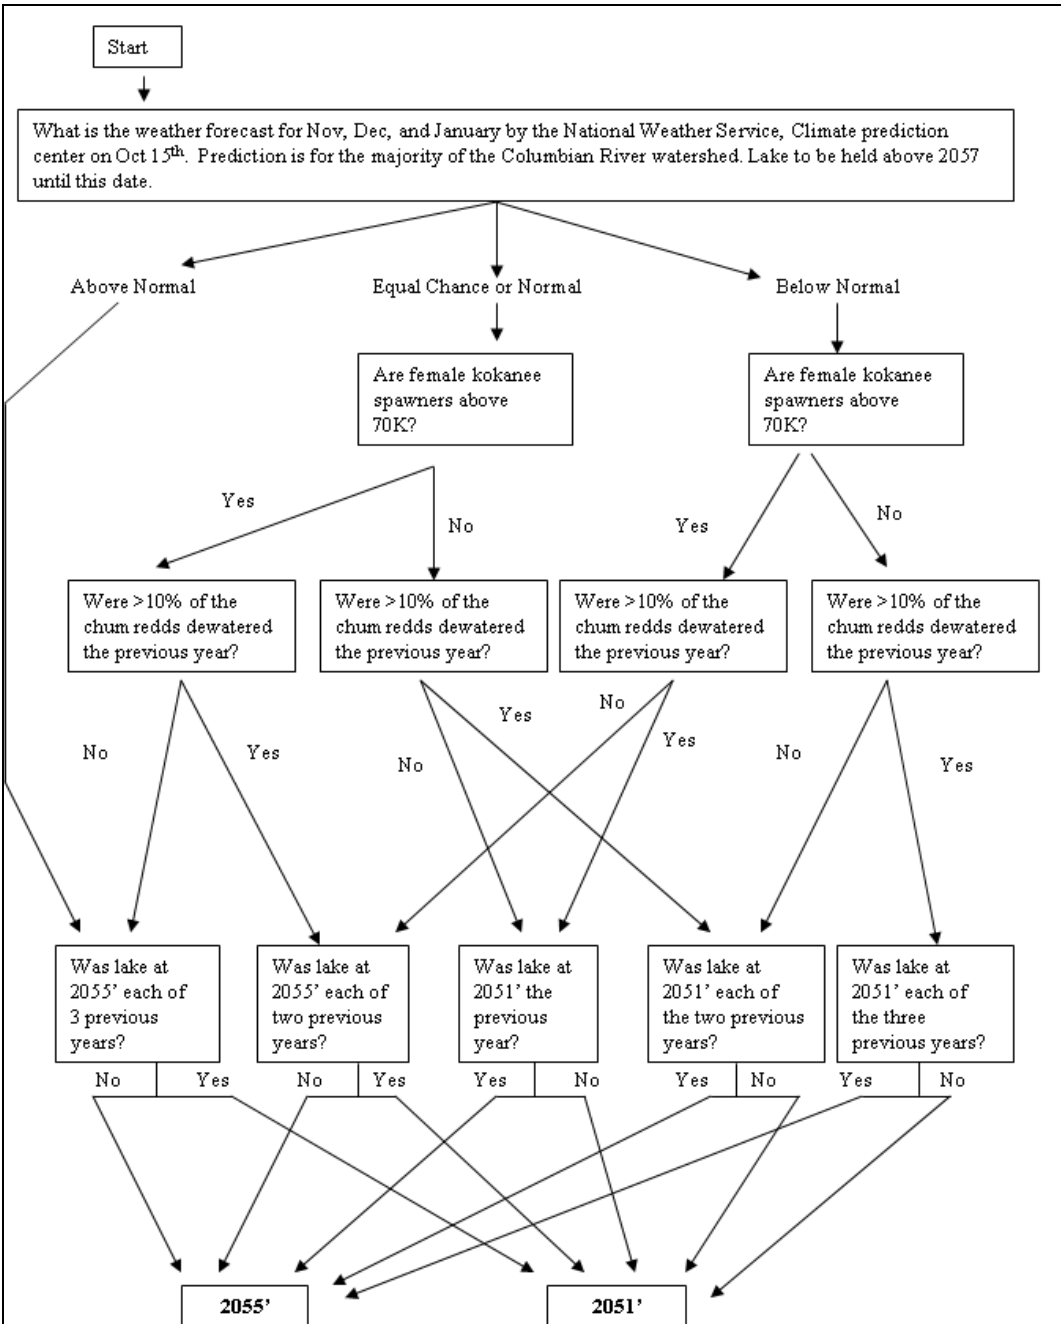 Start
What is the weather forecast for Nov, Dec, and January by the National Weather Service, Climate prediction
center on Oct 15th. Prediction is for the majority of the Columbian River watershed. Lake to be held above 2057
until this date.
Above Normal
Equal Chance or Normal
Below Normal
Are female kokanee
spawners above
70K?
Are female kokanee
spawners above
70K?
Yes
No
Yes
No
Were >10% of the
chum redds dewatered
the previous year?
Were >10% of the
chum redds dewatered
the previous year?
Were >10% of the
chum redds dewatered
the previous year?
Were >10% of the
chum redds dewatered
the previous year?
No
Yes
No
Yes
No
Yes
No
Yes
Was lake at
2055’ each of
3 previous
years?
Was lake at
2055’ each of
two previous
years?
Was lake at
2051’ the
previous
year?
Was lake at
2051’ each of
the two previous
years?
Was lake at
2051’ each of
the three
previous years?
No
Yes
No
Yes
Yes
No
Yes
No
Yes
No
2055’
2051’